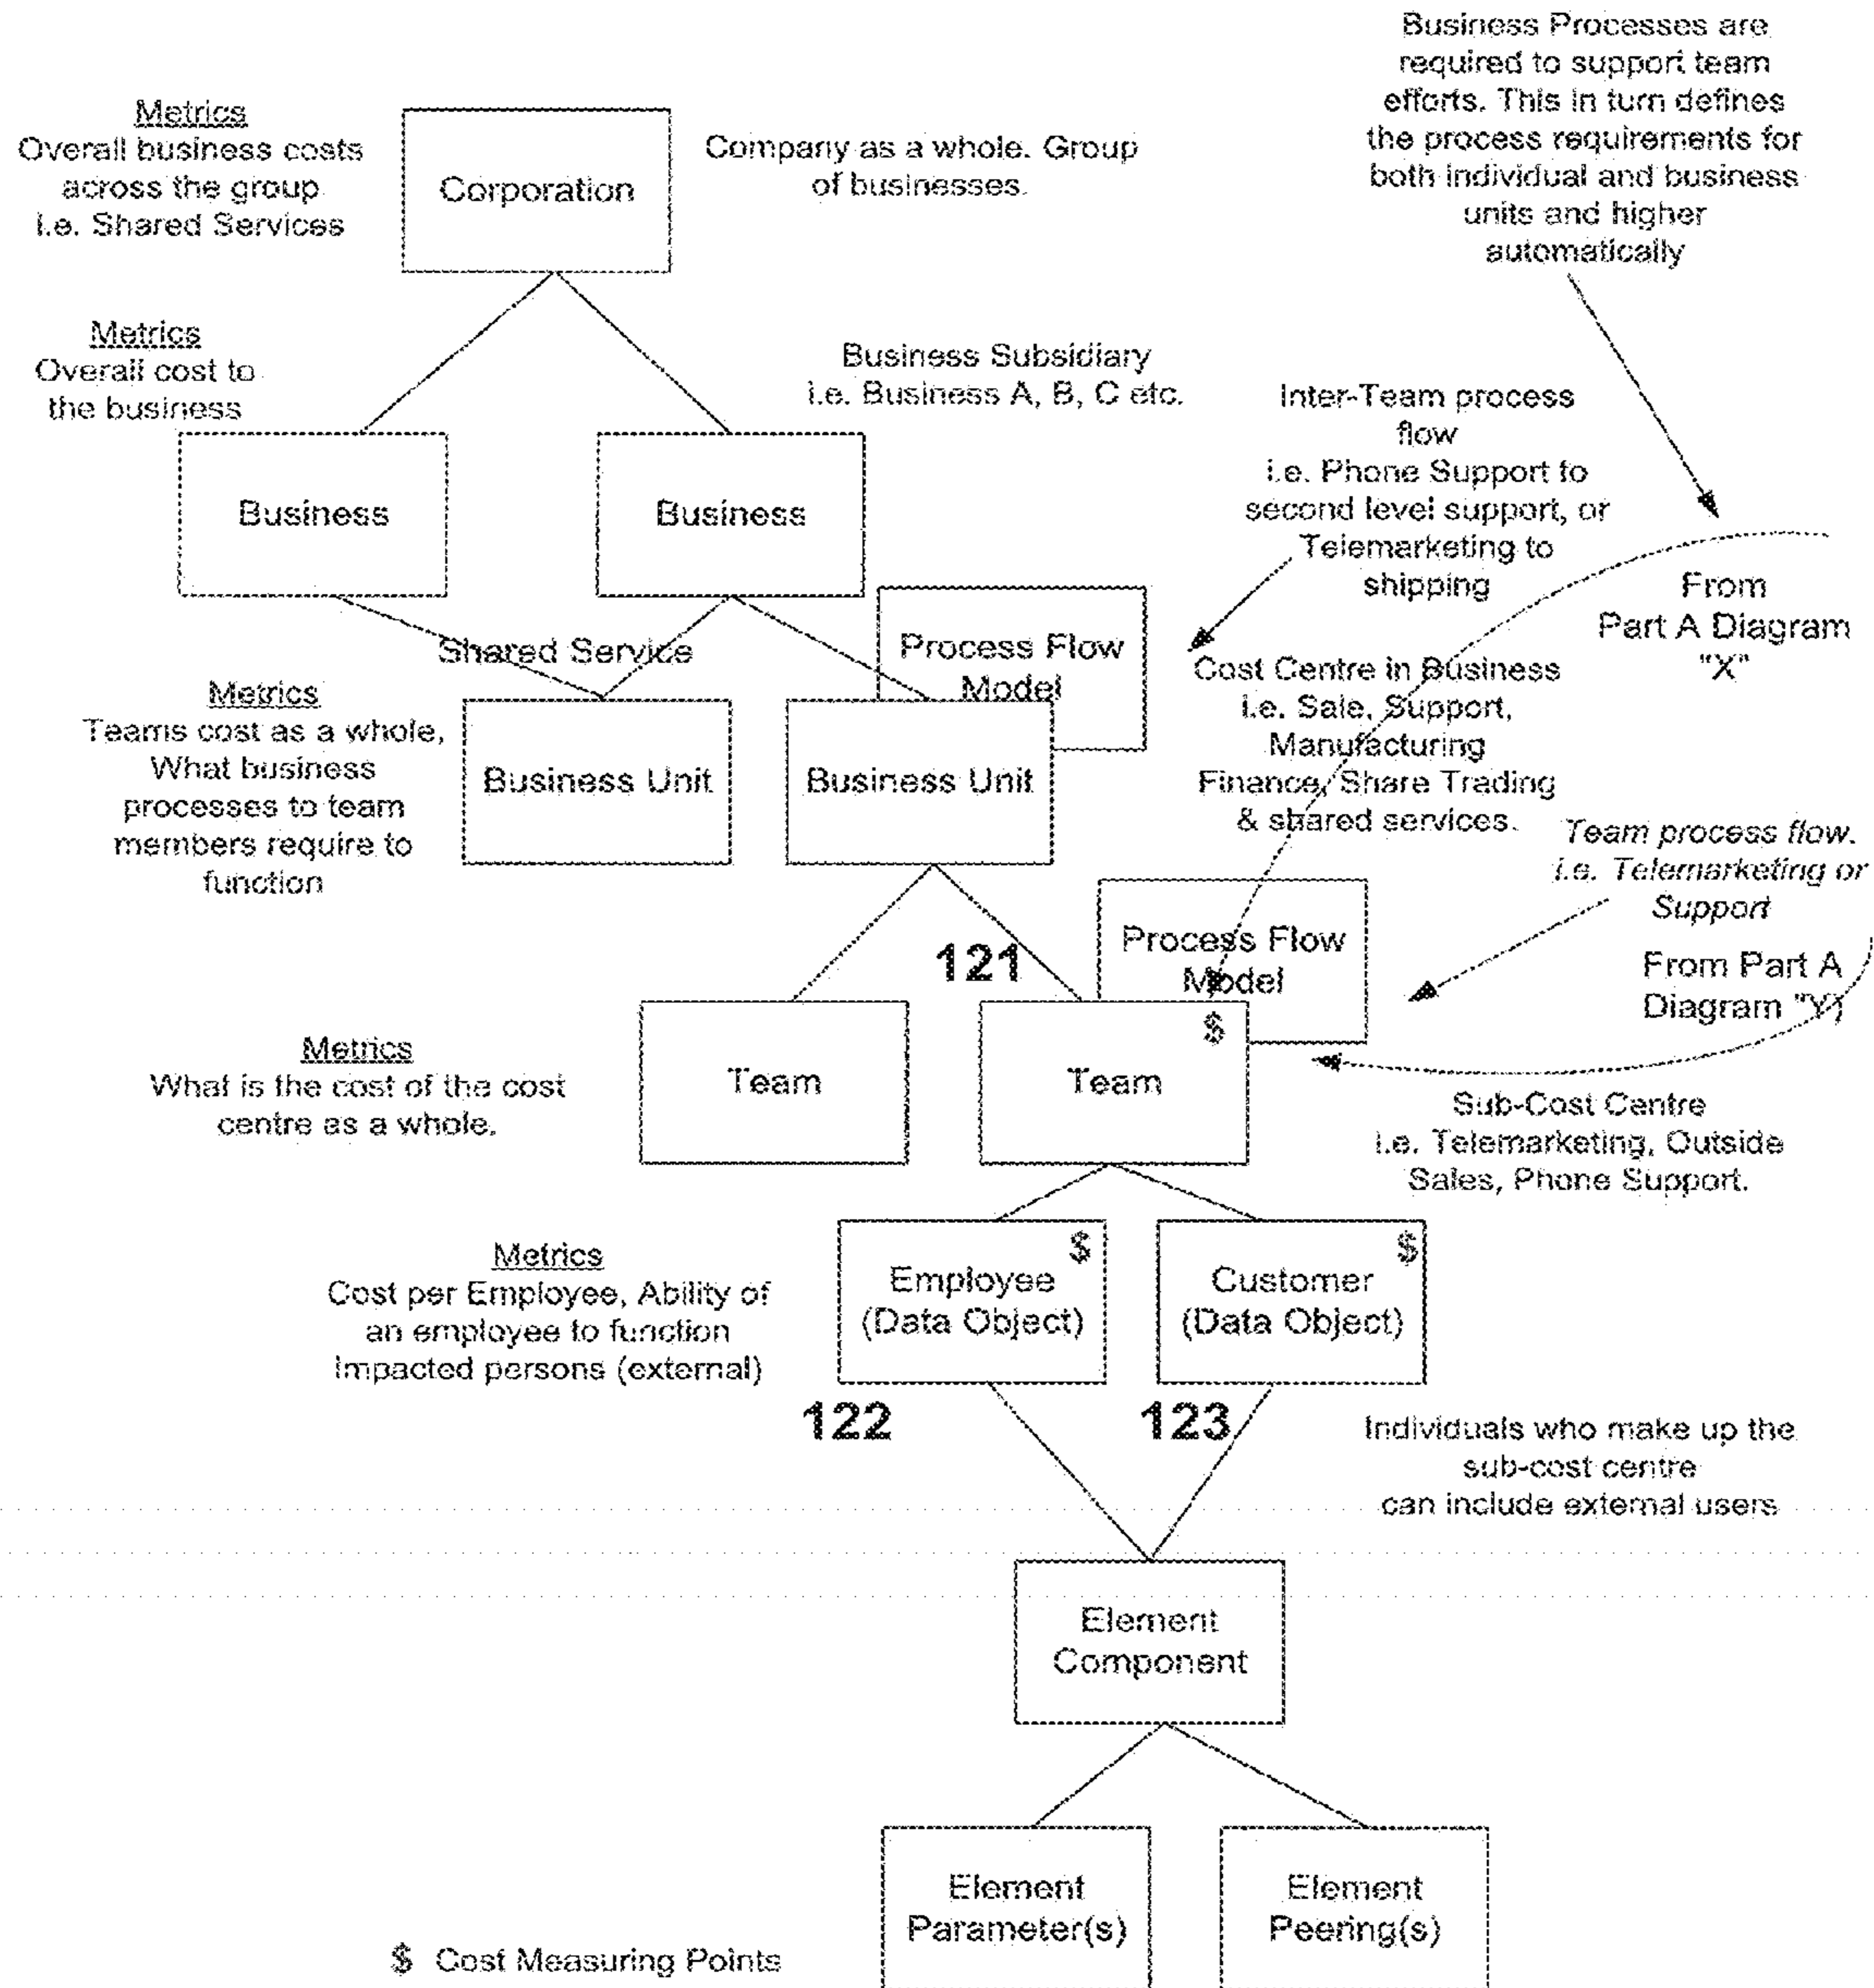 Business Processes are
required to support team
efforts. This in turn defines
the process requirements for
both individual and business
units and higher
automatically
Metrics
Overall business costs
across the group
i.e. Shared Services
Corporation
Company as a whole. Group
of businesses.
Metrics
Overall cost to
the business
Business Subsidiary
i.e. Business A, B, C etc.
Inter-Team process
flow
i.e. Phone Support to
second level support, or
Telemarketing to
shipping
Business
Business
From
Part A Diagram
"X"
Shared Service
Process Flow
Model
Cost Centre in Business
i.e. Sale, Support,
Manufacturing
Finance, Share Trading
& shared services.
Metrics
Teams cost as a whole,
What business
processes to team
members require to
function
Business Unit
Business Unit
Team process flow.
i.e. Telemarketing or
Support
121
Process Flow
Model
From Part A
Diagram "Y)
Metrics
What is the cost of the cost
centre as a whole.
Team
$
Team
Sub-Cost Centre
i.e. Telemarketing, Outside
Sales, Phone Support.
Metrics
Cost per Employee, Ability of
an employee to function
Impacted persons (external)
$
Employee
(Data Object)
$
Customer
(Data Object)
122
123
Individuals who make up the
sub-cost centre
can include external users
Element
Component
Element
Parameter(s)
Element
Peering(s)
$ Cost Measuring Points